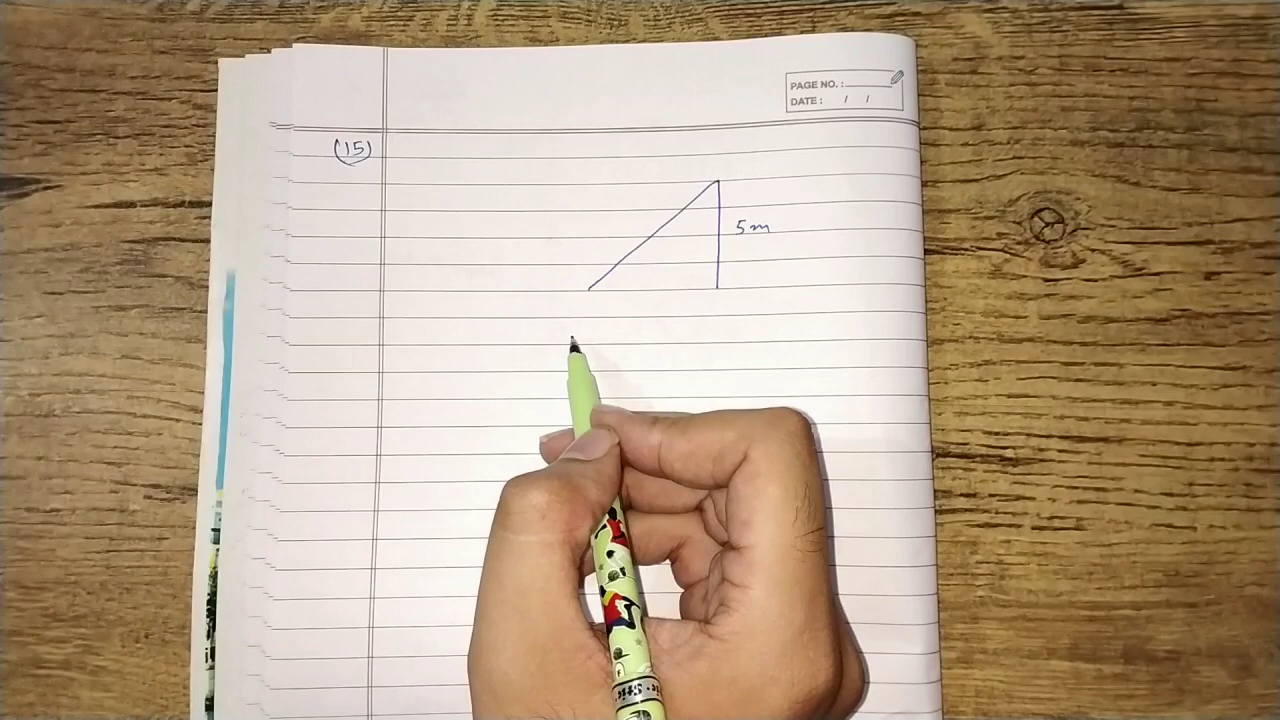 PAGE NO. :
DATE : / /
(15)
5m